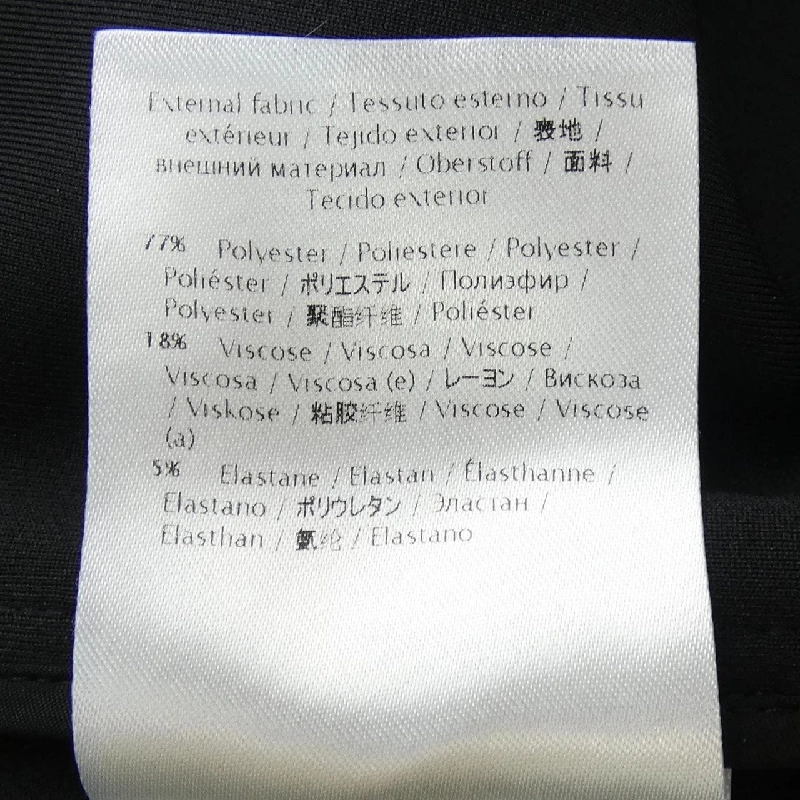 External fabric / Tessuto esterno / Tissu
extérieur / Tejido exterior / 表地 /
внешний материал / Oberstoff / 面料 /
Tecido exterior
77% Polyester / Poliestere / Polyester /
Poliéster / ポリエステル / Полиэфир /
Polyester / 聚酯纤维 / Poliéster
18% Viscose / Viscosa / Viscose /
Viscosa / Viscosa (e) / レーヨン / Вискоза
/ Viskose / 粘胶纤维 / Viscose / Viscose
(a)
5% Elastane / Elastan / Élasthanne /
Elastano / ポリウレタン / Эластан /
Elasthan / 氨纶 / Elastano